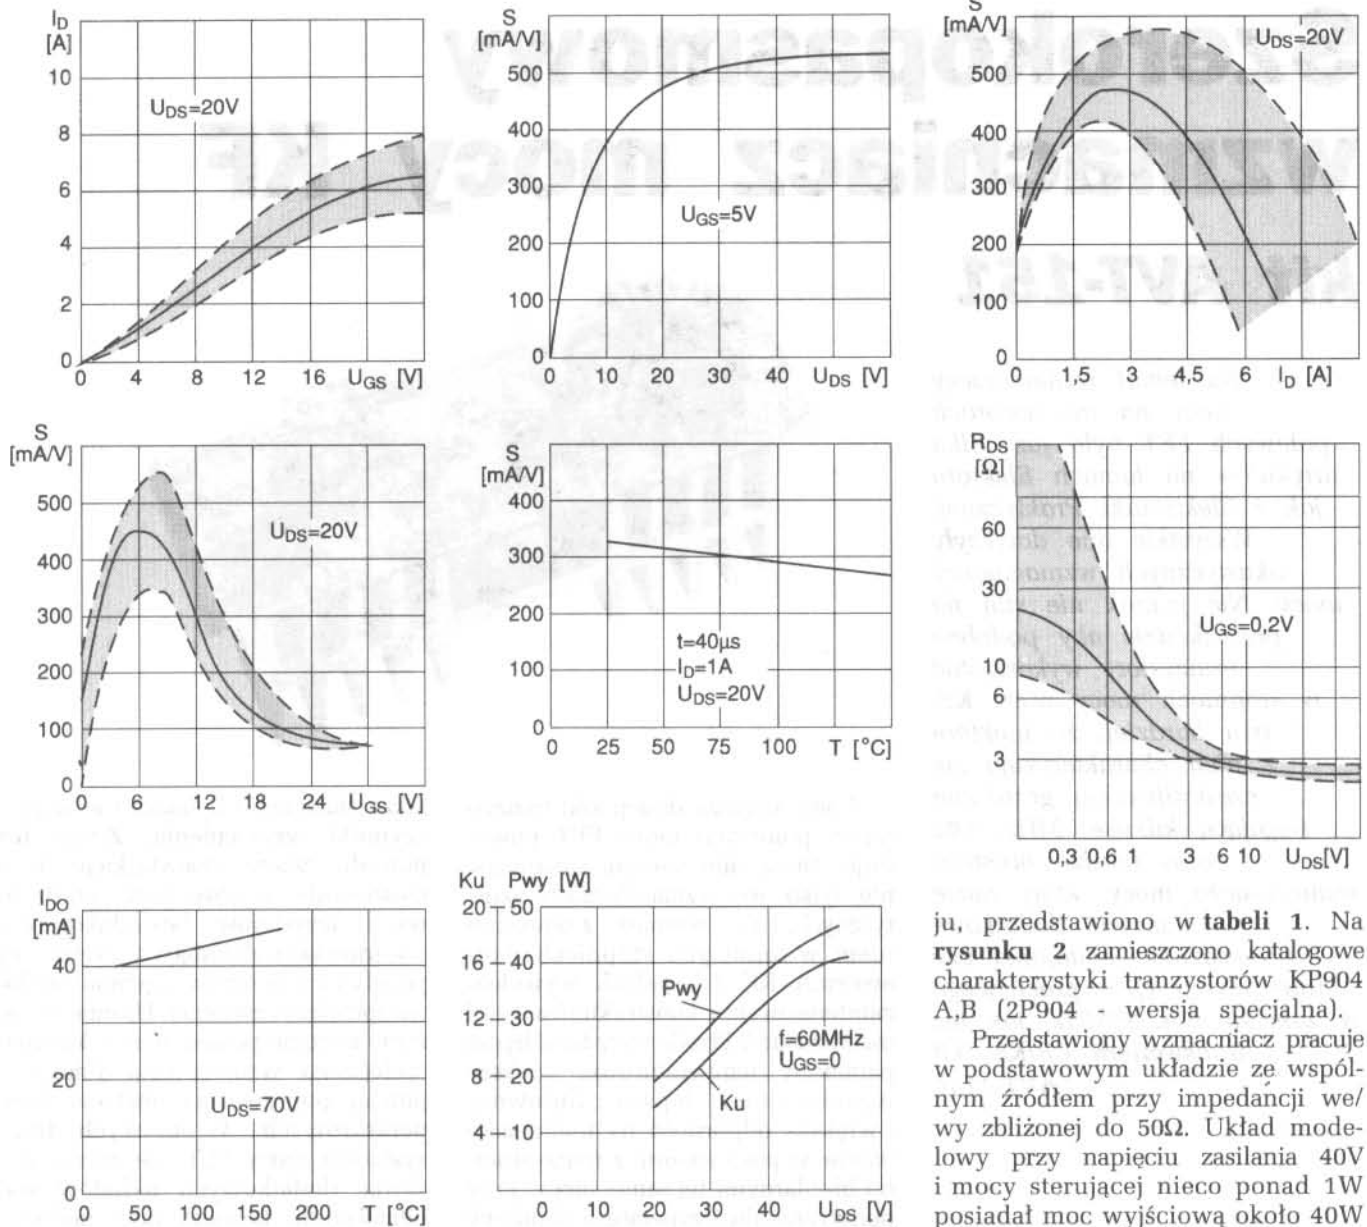 I_D
[A]
10
8
6
4
2
0
U_DS=20V
0 4 8 12 16 U_GS [V]
S
[mA/V]
500
400
300
200
100
0
U_GS=5V
0 10 20 30 40 U_DS [V]
S
[mA/V]
500
400
300
200
100
0
U_DS=20V
0 1,5 3 4,5 6 I_D [A]
S
[mA/V]
500
400
300
200
100
0
U_DS=20V
0 6 12 18 24 U_GS [V]
S
[mA/V]
400
300
200
100
0
t=40µs
I_D=1A
U_DS=20V
0 25 50 75 100 T [°C]
R_DS
[Ω]
60
30
10
6
3
U_GS=0,2V
0,3 0,6 1 3 6 10 U_DS[V]
I_DO
[mA]
40
20
0
U_DS=70V
0 50 100 150 200 T [°C]
Ku Pwy [W]
20 50
16 40
12 30
8 20
4 10
0
Pwy
f=60MHz
U_GS=0
Ku
0 10 20 30 40 50 U_DS [V]
ju, przedstawiono w tabeli 1. Na
rysunku 2 zamieszczono katalogowe
charakterystyki tranzystorów KP904
A,B (2P904 - wersja specjalna).
Przedstawiony wzmacniacz pracuje
w podstawowym układzie ze wspól-
nym źródłem przy impedancji we/
wy zbliżonej do 50Ω. Układ mode-
lowy przy napięciu zasilania 40V
i mocy sterującej nieco ponad 1W
posiadał moc wyjściową około 40W